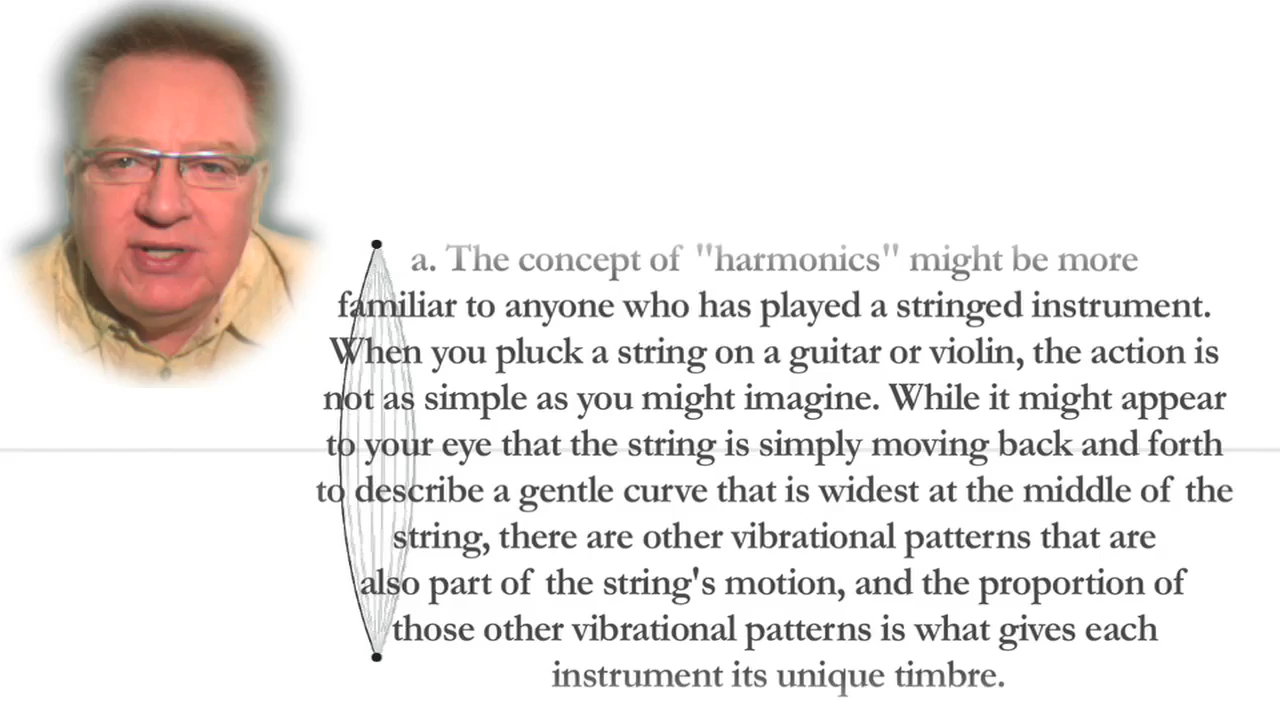 a. The concept of "harmonics" might be more
familiar to anyone who has played a stringed instrument.
When you pluck a string on a guitar or violin, the action is
not as simple as you might imagine. While it might appear
to your eye that the string is simply moving back and forth
to describe a gentle curve that is widest at the middle of the
string, there are other vibrational patterns that are
also part of the string's motion, and the proportion of
those other vibrational patterns is what gives each
instrument its unique timbre.